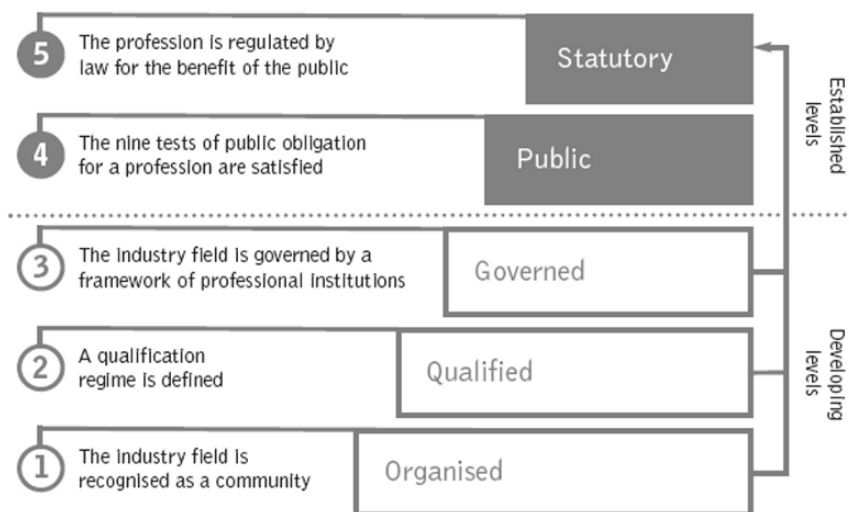 5
The profession is regulated by
law for the benefit of the public
Statutory
4
The nine tests of public obligation
for a profession are satisfied
Public
Established
levels
3
The industry field is governed by a
framework of professional institutions
Governed
2
A qualification
regime is defined
Qualified
1
The industry field is
recognised as a community
Organised
Developing
levels